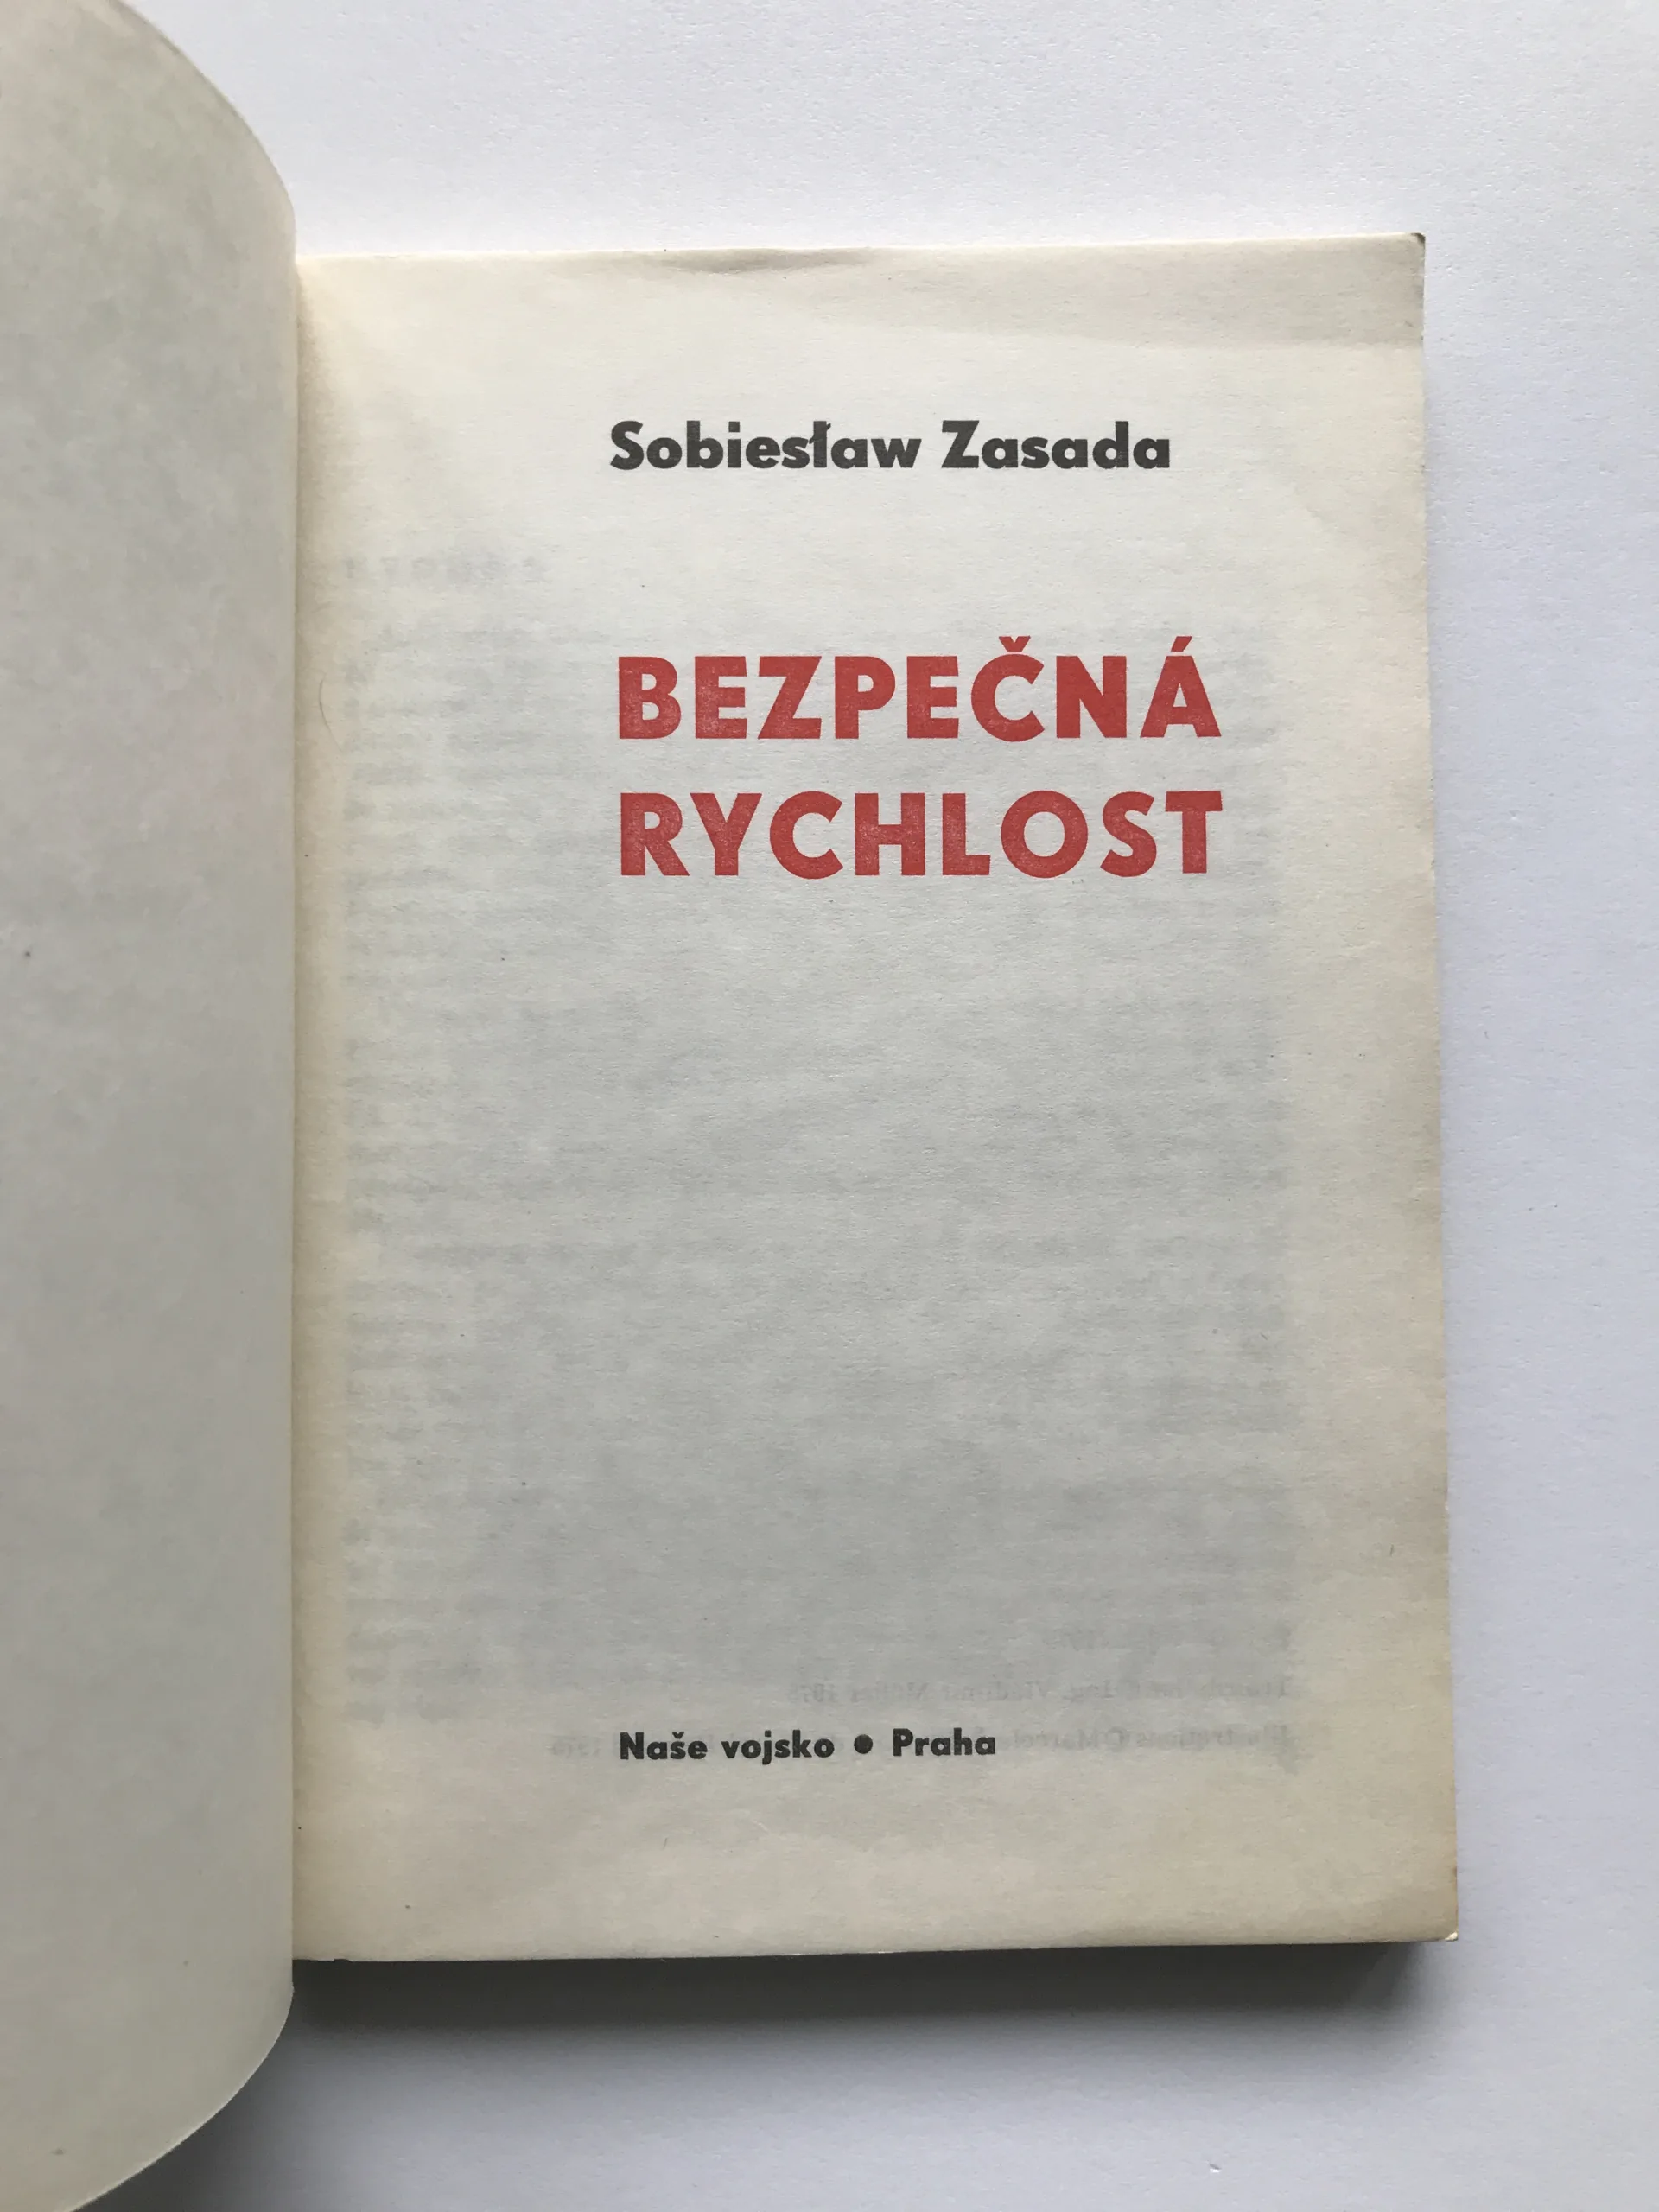 Sobiesław Zasada
BEZPEČNÁ
RYCHLOST
Naše vojsko • Praha